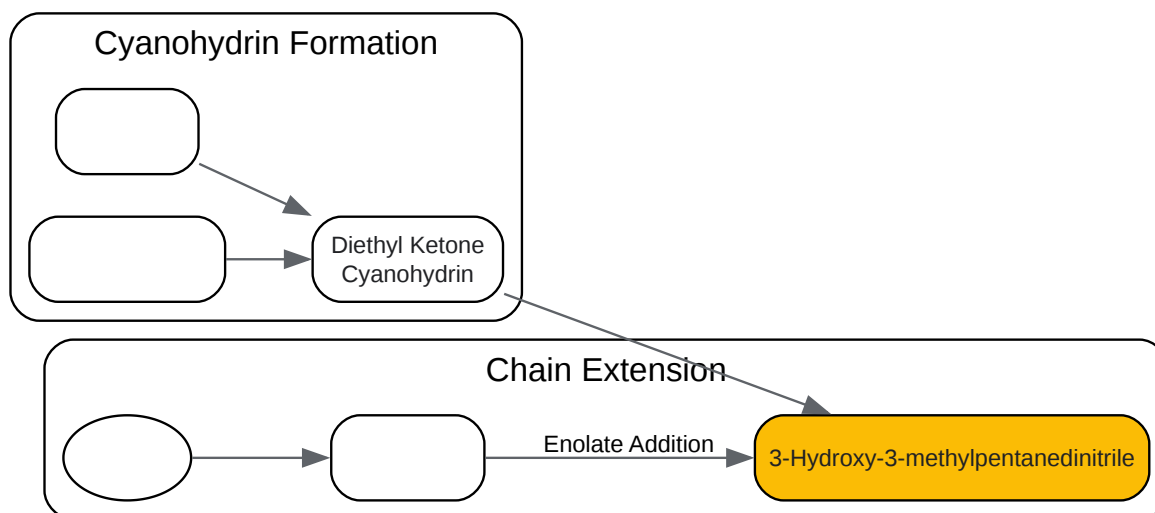 Cyanohydrin Formation
Diethyl Ketone
Cyanohydrin
Chain Extension
Enolate Addition
3-Hydroxy-3-methylpentanedinitrile